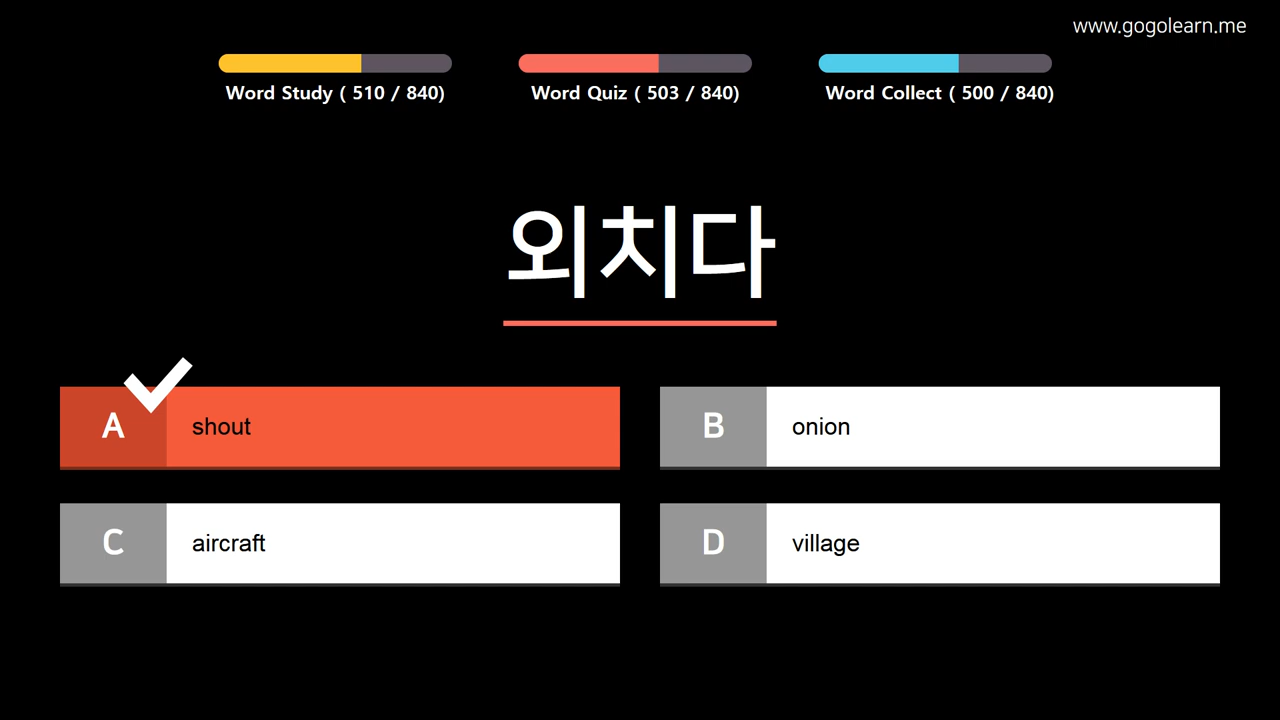 www.gogolearn.me
Word Study ( 510 / 840)
Word Quiz ( 503 / 840)
Word Collect ( 500 / 840)
외치다
A shout
B onion
C aircraft
D village